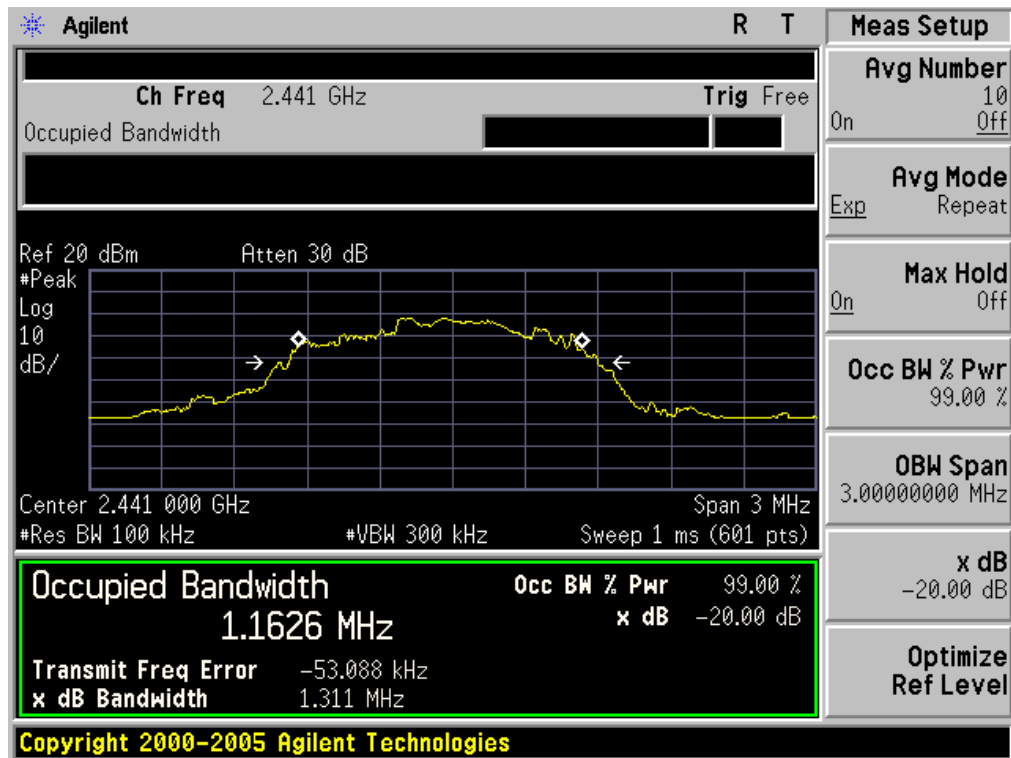 Agilent R T
Ch Freq 2.441 GHz Trig Free
Occupied Bandwidth
Ref 20 dBm Atten 30 dB
#Peak
Log
10
dB/
Center 2.441 000 GHz Span 3 MHz
#Res BW 100 kHz #VBW 300 kHz Sweep 1 ms (601 pts)
Occupied Bandwidth Occ BW % Pwr 99.00 %
1.1626 MHz x dB -20.00 dB
Transmit Freq Error -53.088 kHz
x dB Bandwidth 1.311 MHz
Copyright 2000-2005 Agilent Technologies
Meas Setup
Avg Number
10
On Off
Avg Mode
Exp Repeat
Max Hold
On Off
Occ BW % Pwr
99.00 %
OBW Span
3.00000000 MHz
x dB
-20.00 dB
Optimize
Ref Level